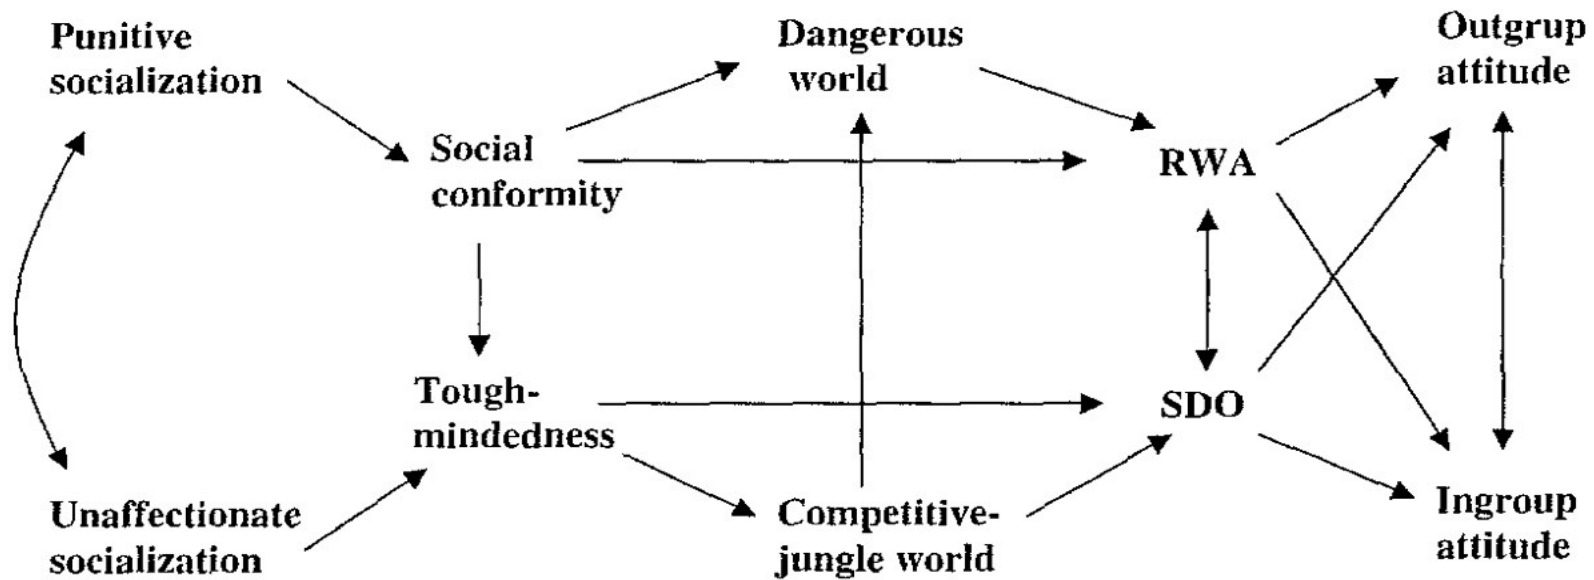 Punitive
socialization
Social
conformity
Dangerous
world
RWA
Outgrup
attitude
Unaffectionate
socialization
Tough-
mindedness
Competitive-
jungle world
SDO
Ingroup
attitude